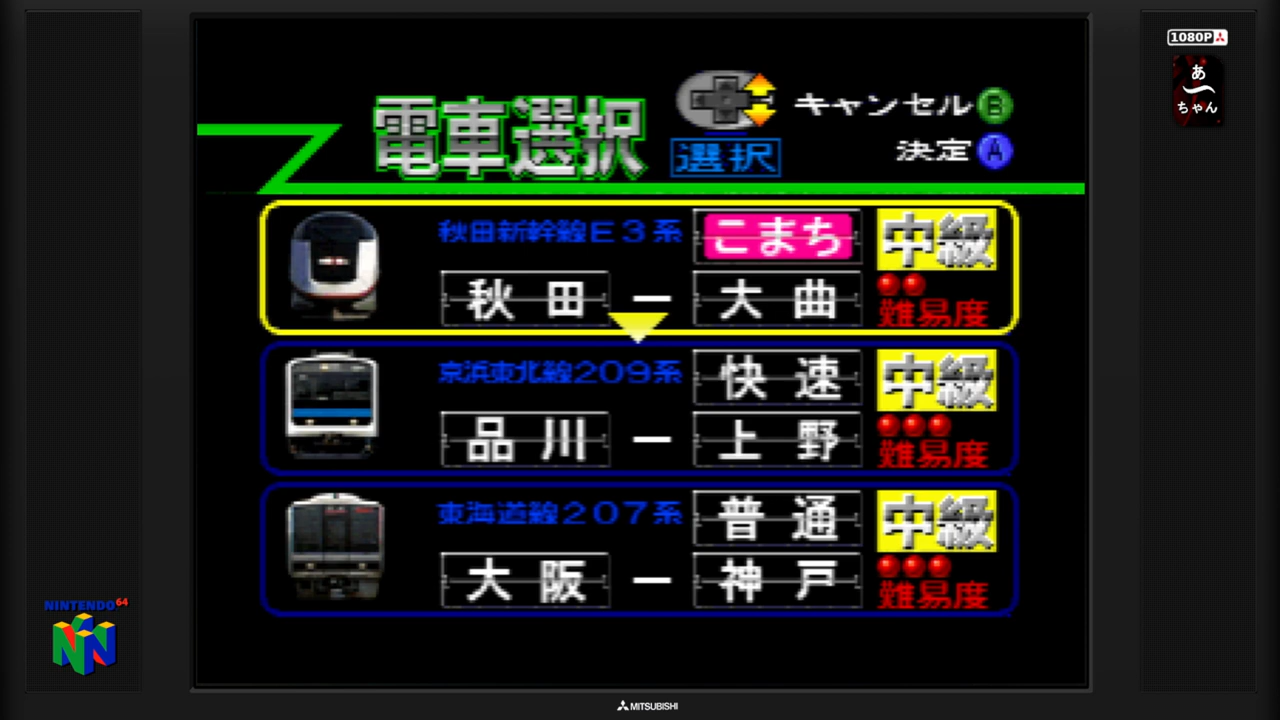 電車選択
選択
キャンセル B
決定 A
秋田新幹線E3系 こまち 中級
秋田 ー 大曲 難易度
京浜東北線209系 快速 中級
品川 ー 上野 難易度
東海道線207系 普通 中級
大阪 ー 神戸 難易度
1080P
あーちゃん
NINTENDO 64
MITSUBISHI